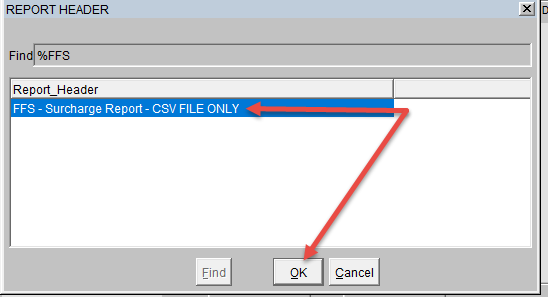 REPORT HEADER
D
Find %FFS
Report_Header
FFS - Surcharge Report - CSV FILE ONLY
Find OK Cancel